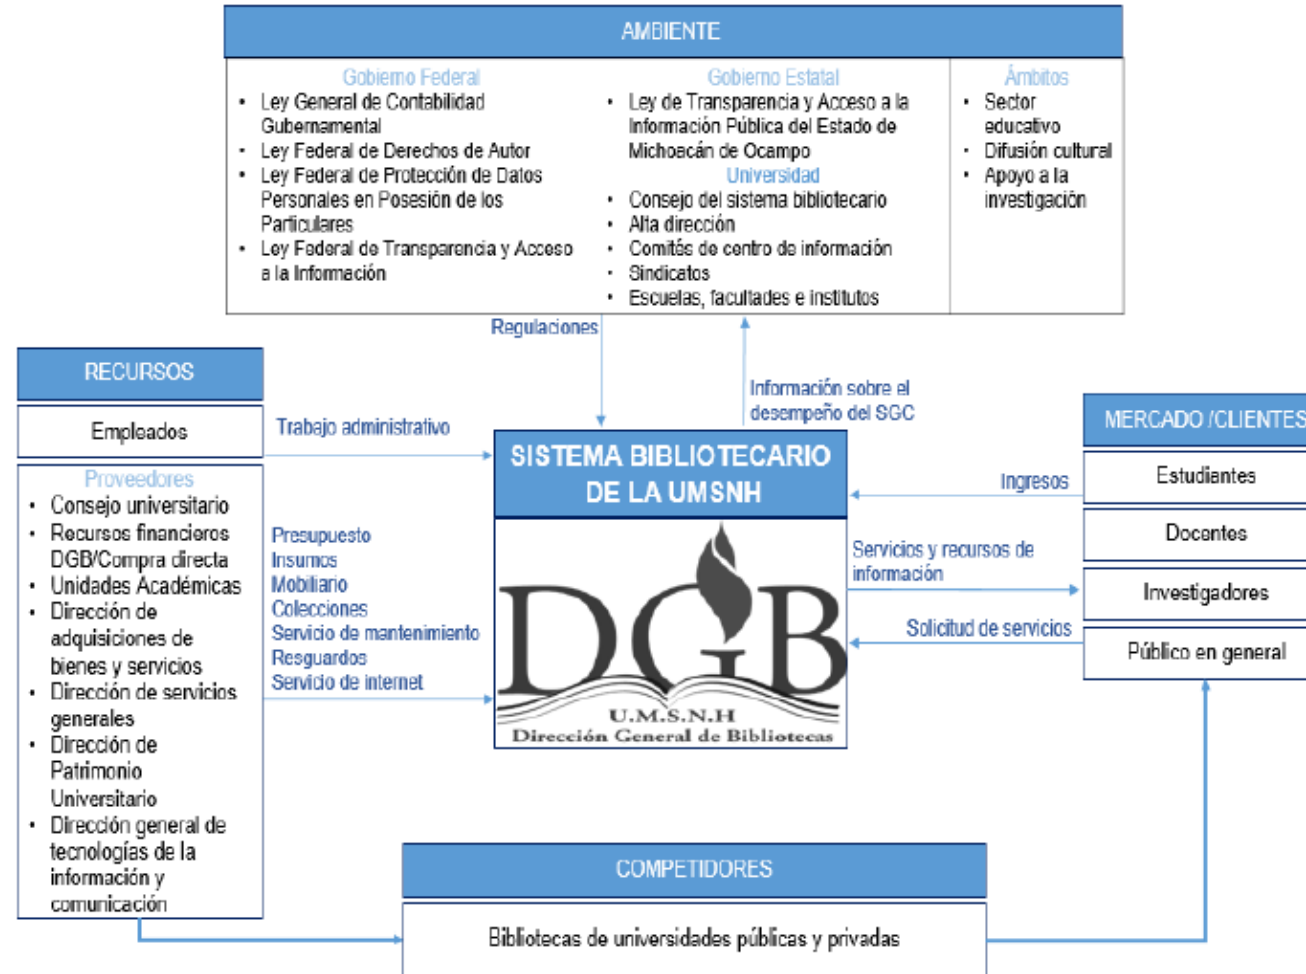 AMBIENTE
Gobierno Federal
• Ley General de Contabilidad
Gubernamental
• Ley Federal de Derechos de Autor
• Ley Federal de Protección de Datos
Personales en Posesión de los
Particulares
• Ley Federal de Transparencia y Acceso
a la Información
Gobierno Estatal
• Ley de Transparencia y Acceso a la
Información Pública del Estado de
Michoacán de Ocampo
Universidad
• Consejo del sistema bibliotecario
• Alta dirección
• Comités de centro de información
• Sindicatos
• Escuelas, facultades e institutos
Ámbitos
• Sector
educativo
• Difusión cultural
• Apoyo a la
investigación
Regulaciones
Información sobre el
desempeño del SGC
RECURSOS
Empleados
Proveedores
• Consejo universitario
• Recursos financieros
DGB/Compra directa
• Unidades Académicas
• Dirección de
adquisiciones de
bienes y servicios
• Dirección de servicios
generales
• Dirección de
Patrimonio
Universitario
• Dirección general de
tecnologías de la
información y
comunicación
Trabajo administrativo
Presupuesto
Insumos
Mobiliario
Colecciones
Servicio de mantenimiento
Resguardos
Servicio de internet
SISTEMA BIBLIOTECARIO
DE LA UMSNH
DGB
U.M.S.N.H
Dirección General de Bibliotecas
Ingresos
Servicios y recursos de
información
Solicitud de servicios
MERCADO /CLIENTES
Estudiantes
Docentes
Investigadores
Público en general
COMPETIDORES
Bibliotecas de universidades públicas y privadas